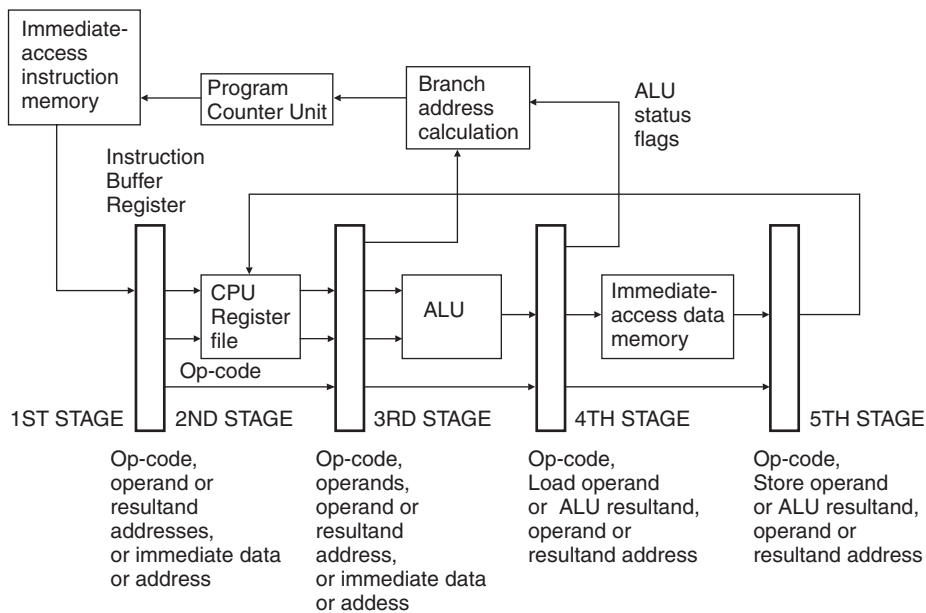 Immediate-
access
instruction
memory
Program
Counter Unit
Branch
address
calculation
ALU
status
flags
Instruction
Buffer
Register
CPU
Register
file
ALU
Immediate-
access data
memory
Op-code
1ST STAGE
2ND STAGE
3RD STAGE
4TH STAGE
5TH STAGE
Op-code,
operand or
resultand
addresses,
or immediate data
or address
Op-code,
operands,
operand or
resultand
address,
or immediate data
or addess
Op-code,
Load operand
or ALU resultand,
operand or
resultand address
Op-code,
Store operand
or ALU resultand,
operand or
resultand address